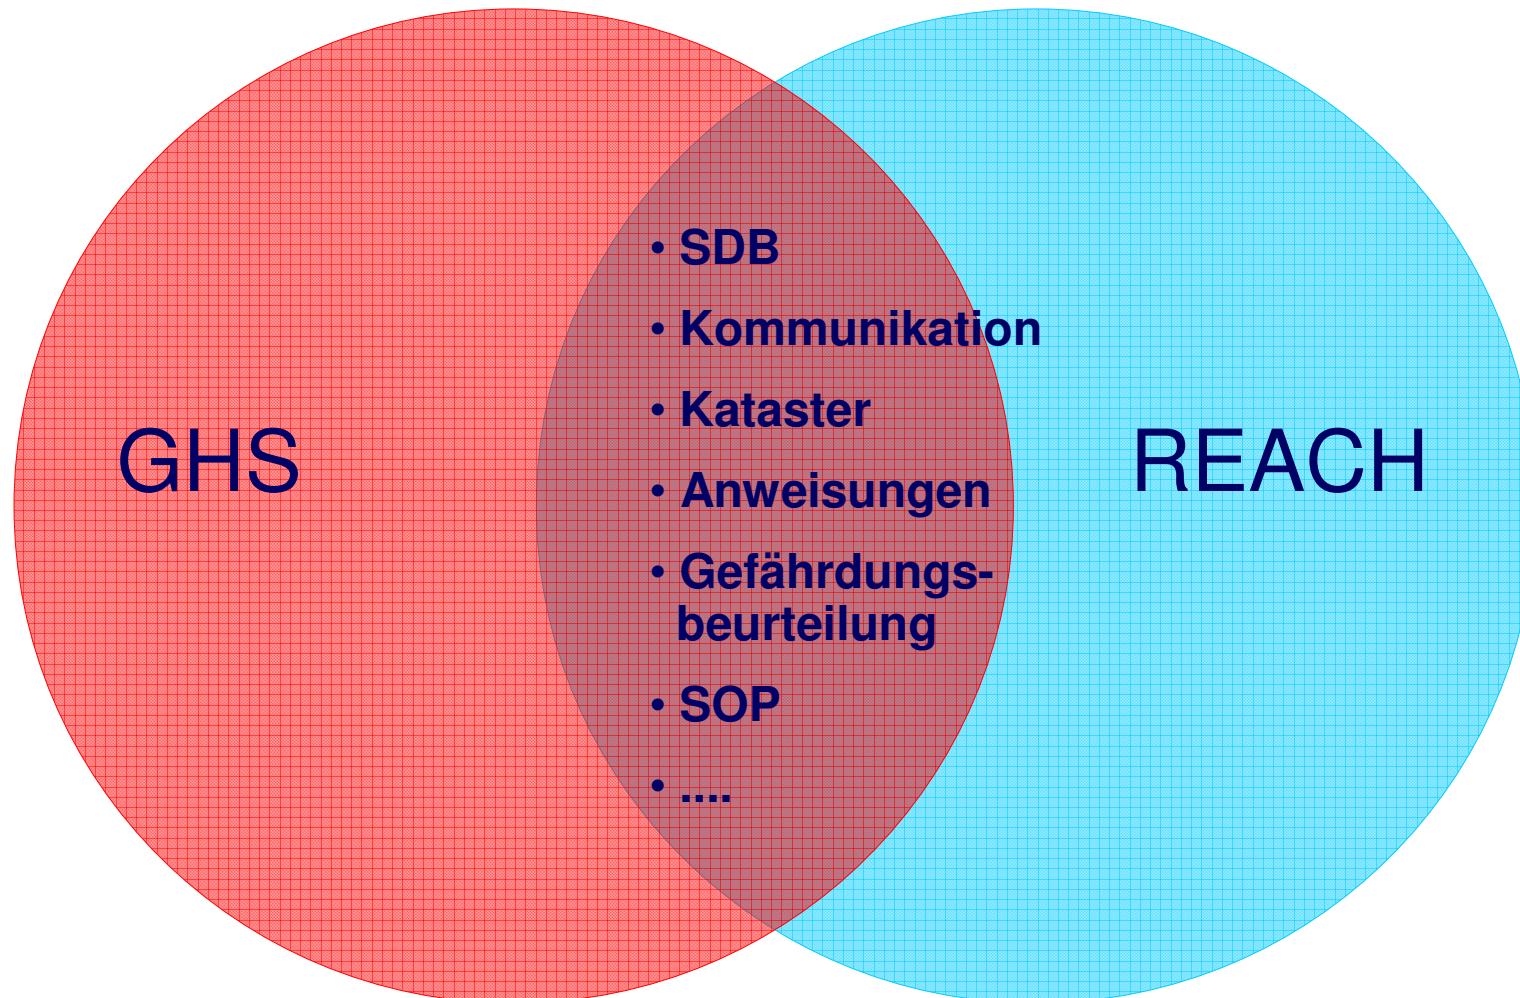 GHS
• SDB
• Kommunikation
• Kataster
• Anweisungen
• Gefährdungs-
beurteilung
• SOP
• ....
REACH